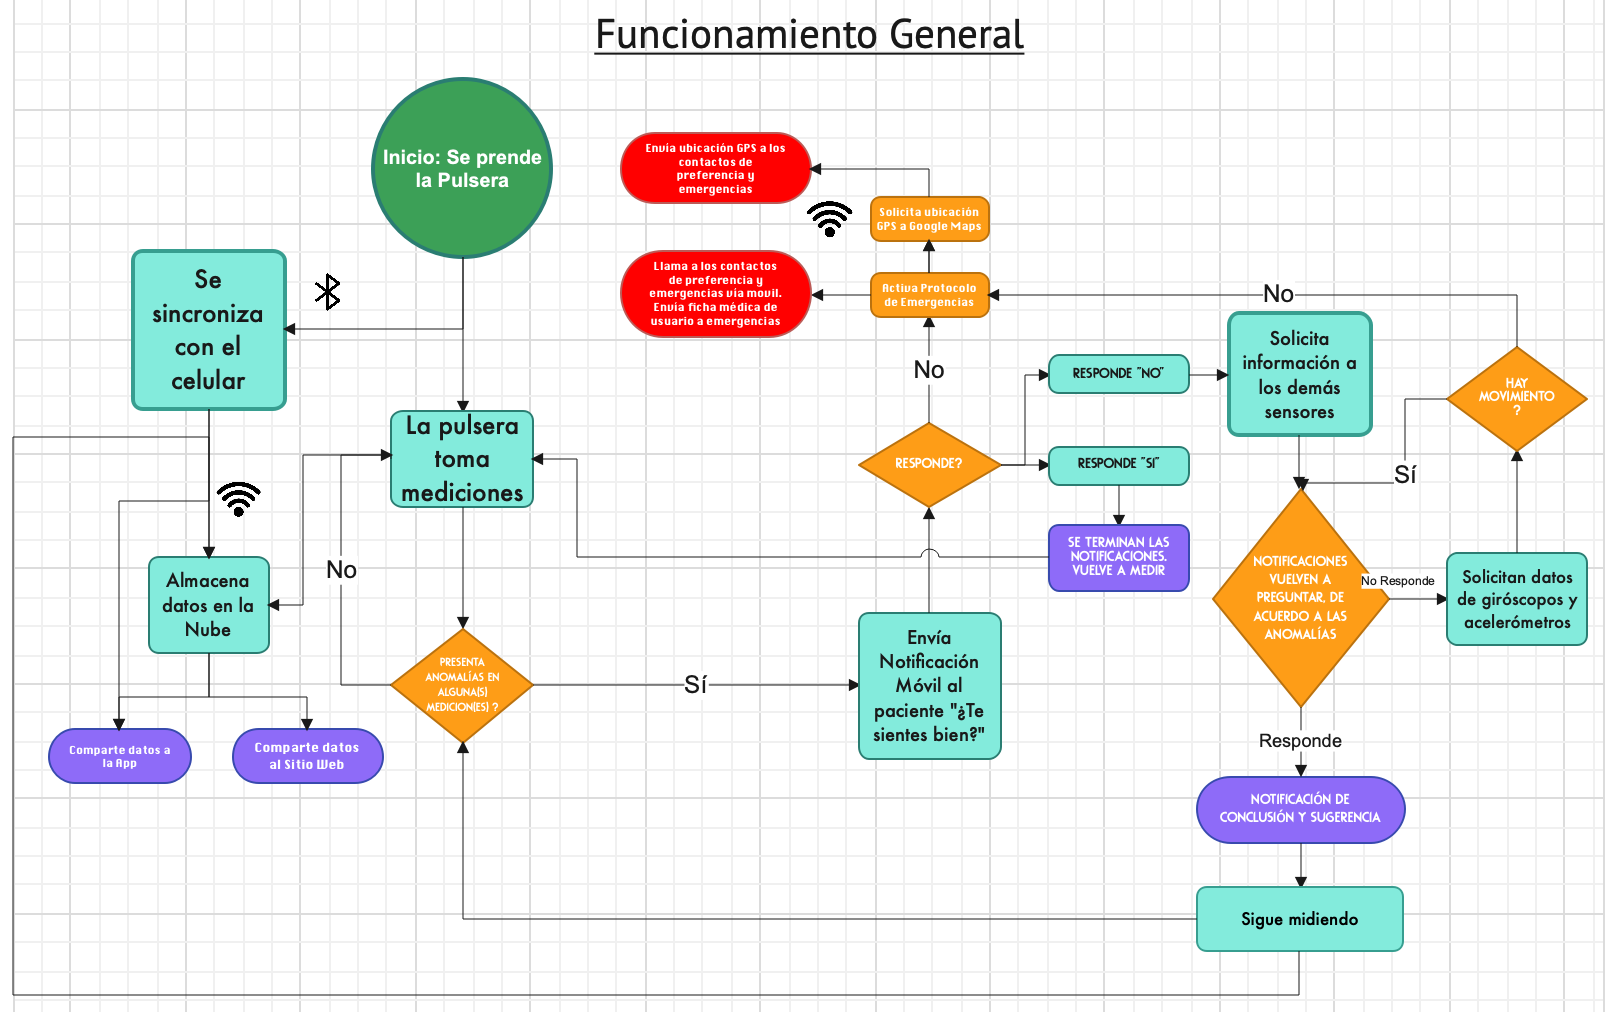 Funcionamiento General
Inicio: Se prende
la Pulsera
Envía ubicación GPS a los
contactos de
preferencia y
emergencias
Solicita ubicación
GPS a Google Maps
Llama a los contactos
de preferencia y
emergencias vía movil.
Envía ficha médica de
usuario a emergencias
Activa Protocolo
de Emergencias
No
Se
sincroniza
con el
celular
Solicita
información a
los demás
sensores
No
RESPONDE "NO"
HAY
MOVIMIENTO
?
La pulsera
toma
mediciones
RESPONDE?
RESPONDE "SI"
Sí
SE TERMINAN LAS
NOTIFICACIONES.
VUELVE A MEDIR
No
Almacena
datos en la
Nube
NOTIFICACIONES
VUELVEN A
PREGUNTAR, DE
ACUERDO A LAS
ANOMALÍAS
No Responde
Solicitan datos
de giróscopos y
acelerómetros
PRESENTA
ANOMALÍAS EN
ALGUNA(S)
MEDICION(ES) ?
Sí
Envía
Notificación
Móvil al
paciente "¿Te
sientes bien?"
Comparte datos a
la App
Comparte datos
al Sitio Web
Responde
NOTIFICACIÓN DE
CONCLUSIÓN Y SUGERENCIA
Sigue midiendo